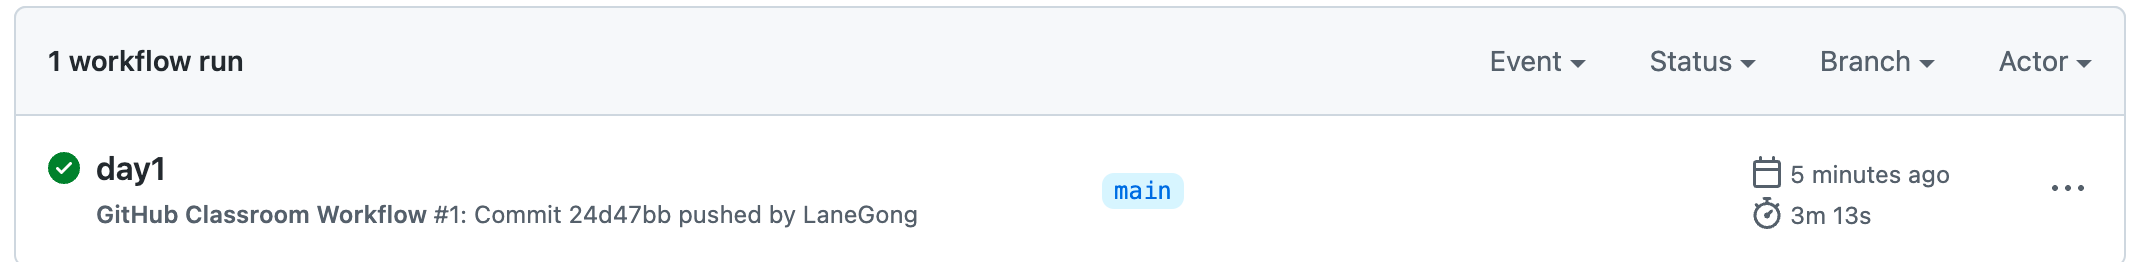 1 workflow run
Event
Status
Branch
Actor
day1
GitHub Classroom Workflow #1: Commit 24d47bb pushed by LaneGong
main
5 minutes ago
3m 13s